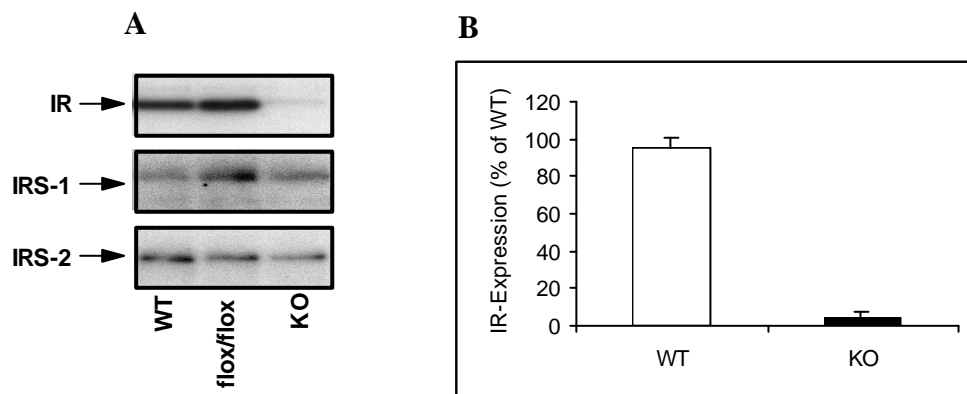 A
IR
IRS-1
IRS-2
WT
flox/flox
KO
B
IR-Expression (% of WT)
120
100
80
60
40
20
0
WT
KO